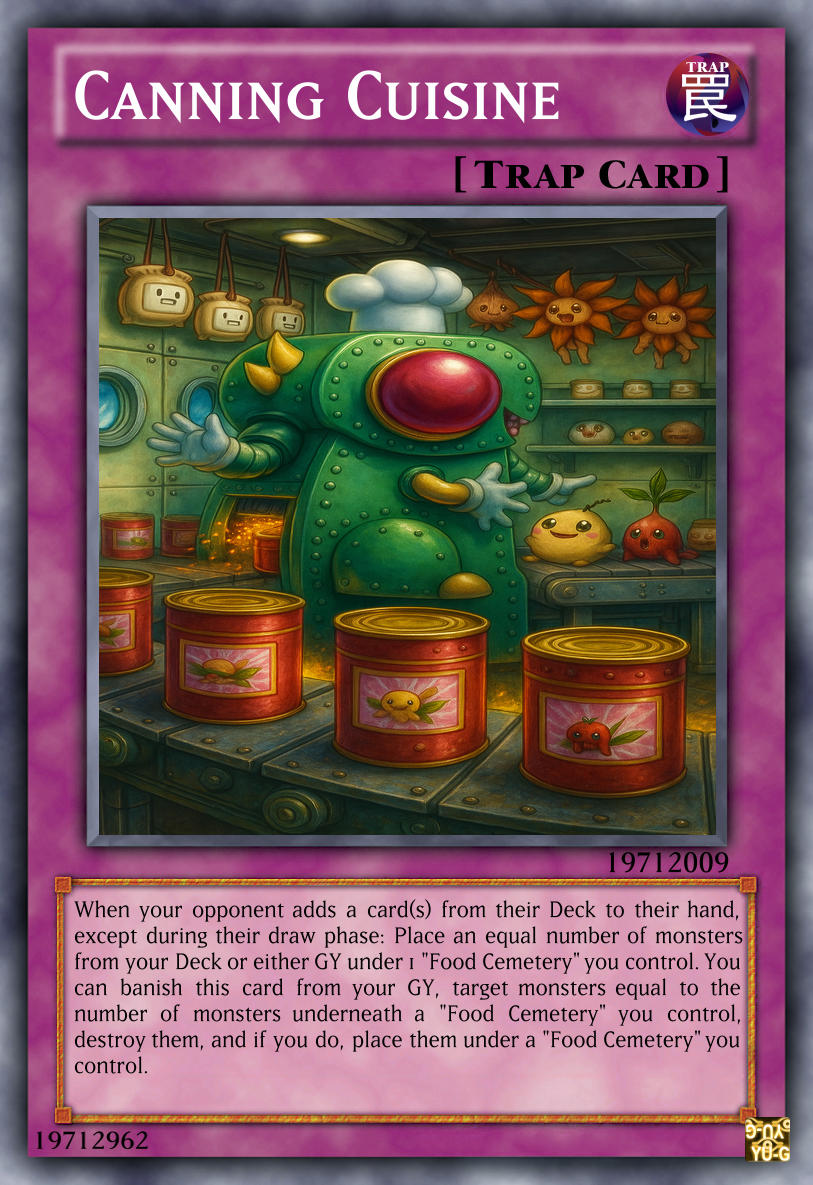 Canning Cuisine
TRAP
罠
[Trap Card]
19712009
When your opponent adds a card(s) from their Deck to their hand,
except during their draw phase: Place an equal number of monsters
from your Deck or either GY under 1 "Food Cemetery" you control. You
can banish this card from your GY, target monsters equal to the
number of monsters underneath a "Food Cemetery" you control,
destroy them, and if you do, place them under a "Food Cemetery" you
control.
19712962